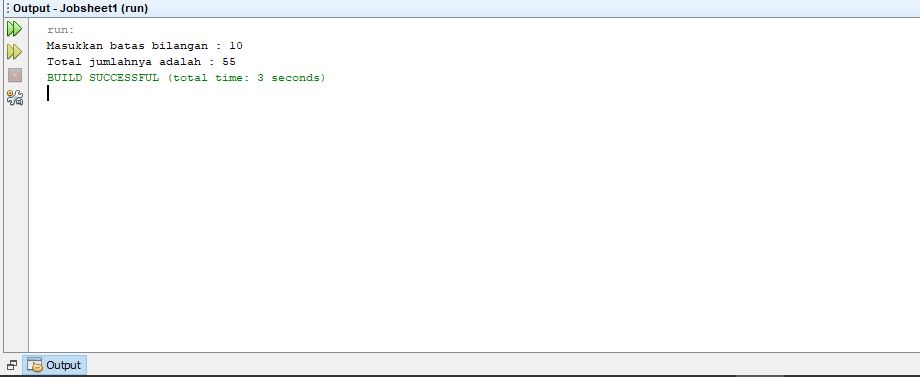 Output - Jobsheet1 (run)
run:
Masukkan batas bilangan : 10
Total jumlahnya adalah : 55
BUILD SUCCESSFUL (total time: 3 seconds)
Output